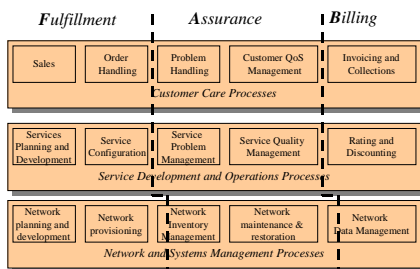 Fulfillment Assurance Billing
Sales
Order
Handling
Problem
Handling
Customer QoS
Management
Invoicing and
Collections
Customer Care Processes
Services
Planning and
Development
Service
Configuration
Service
Problem
Management
Service Quality
Management
Rating and
Discounting
Service Development and Operations Processes
Network
planning and
development
Network
provisioning
Network
Inventory
Management
Network
maintenance &
restoration
Network
Data Management
Network and Systems Management Processes